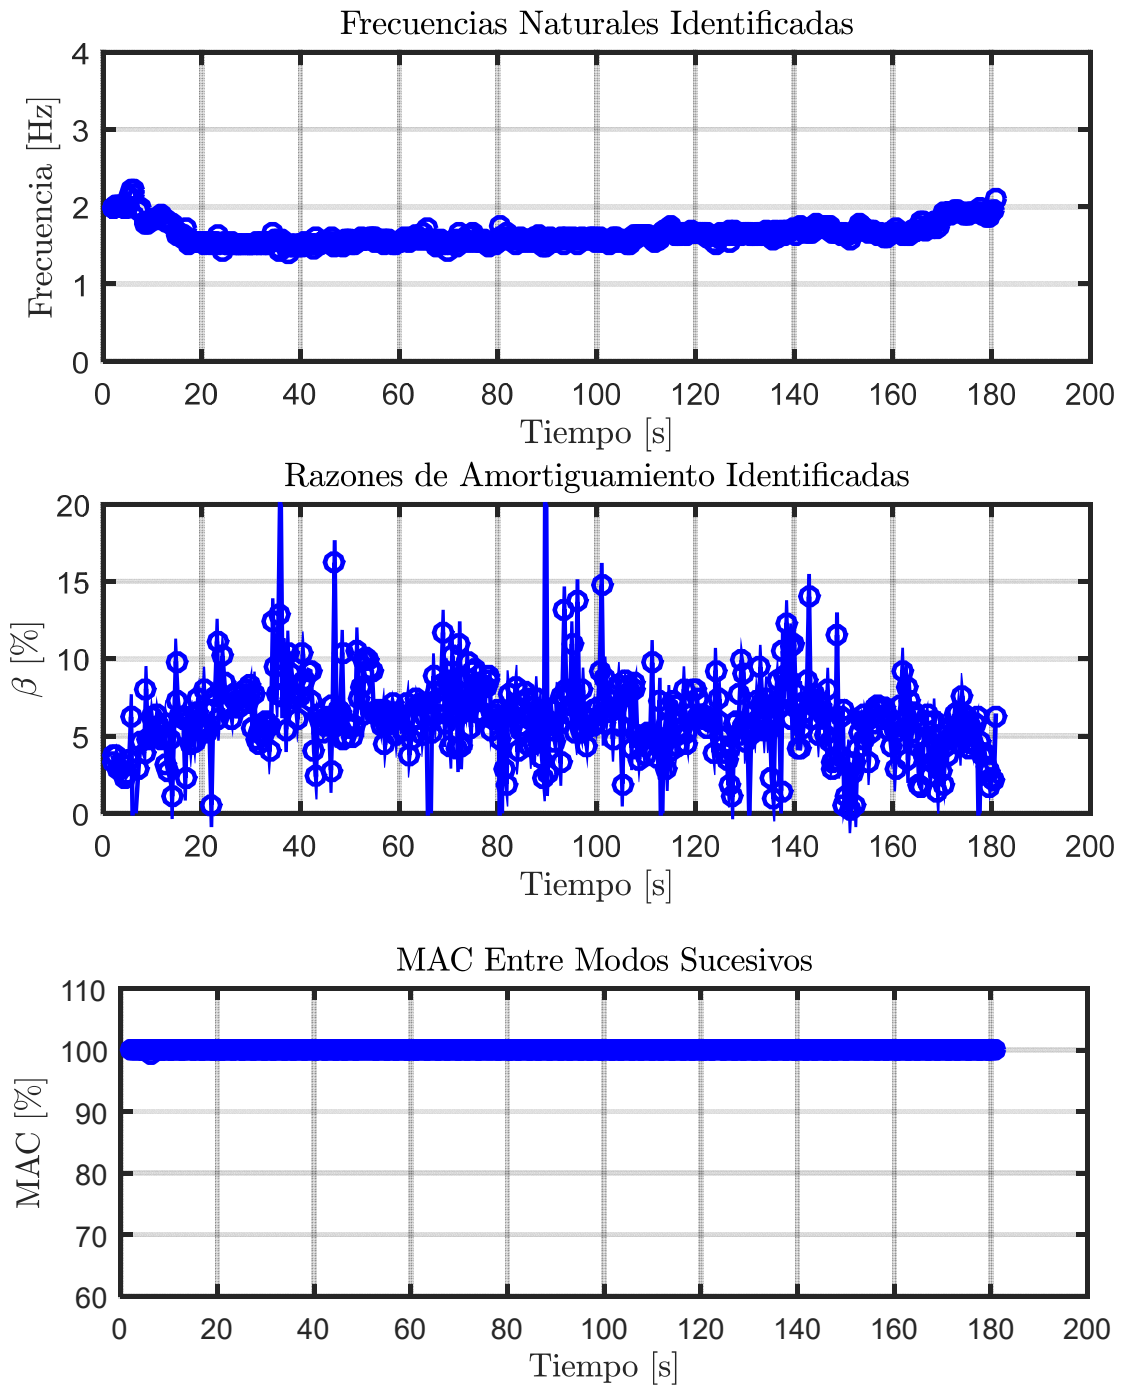 Frecuencias Naturales Identificadas
4
3
2
1
0
Frecuencia [Hz]
0 20 40 60 80 100 120 140 160 180 200
Tiempo [s]
Razones de Amortiguamiento Identificadas
20
15
10
5
0
β [%]
0 20 40 60 80 100 120 140 160 180 200
Tiempo [s]
MAC Entre Modos Sucesivos
110
100
90
80
70
60
MAC [%]
0 20 40 60 80 100 120 140 160 180 200
Tiempo [s]